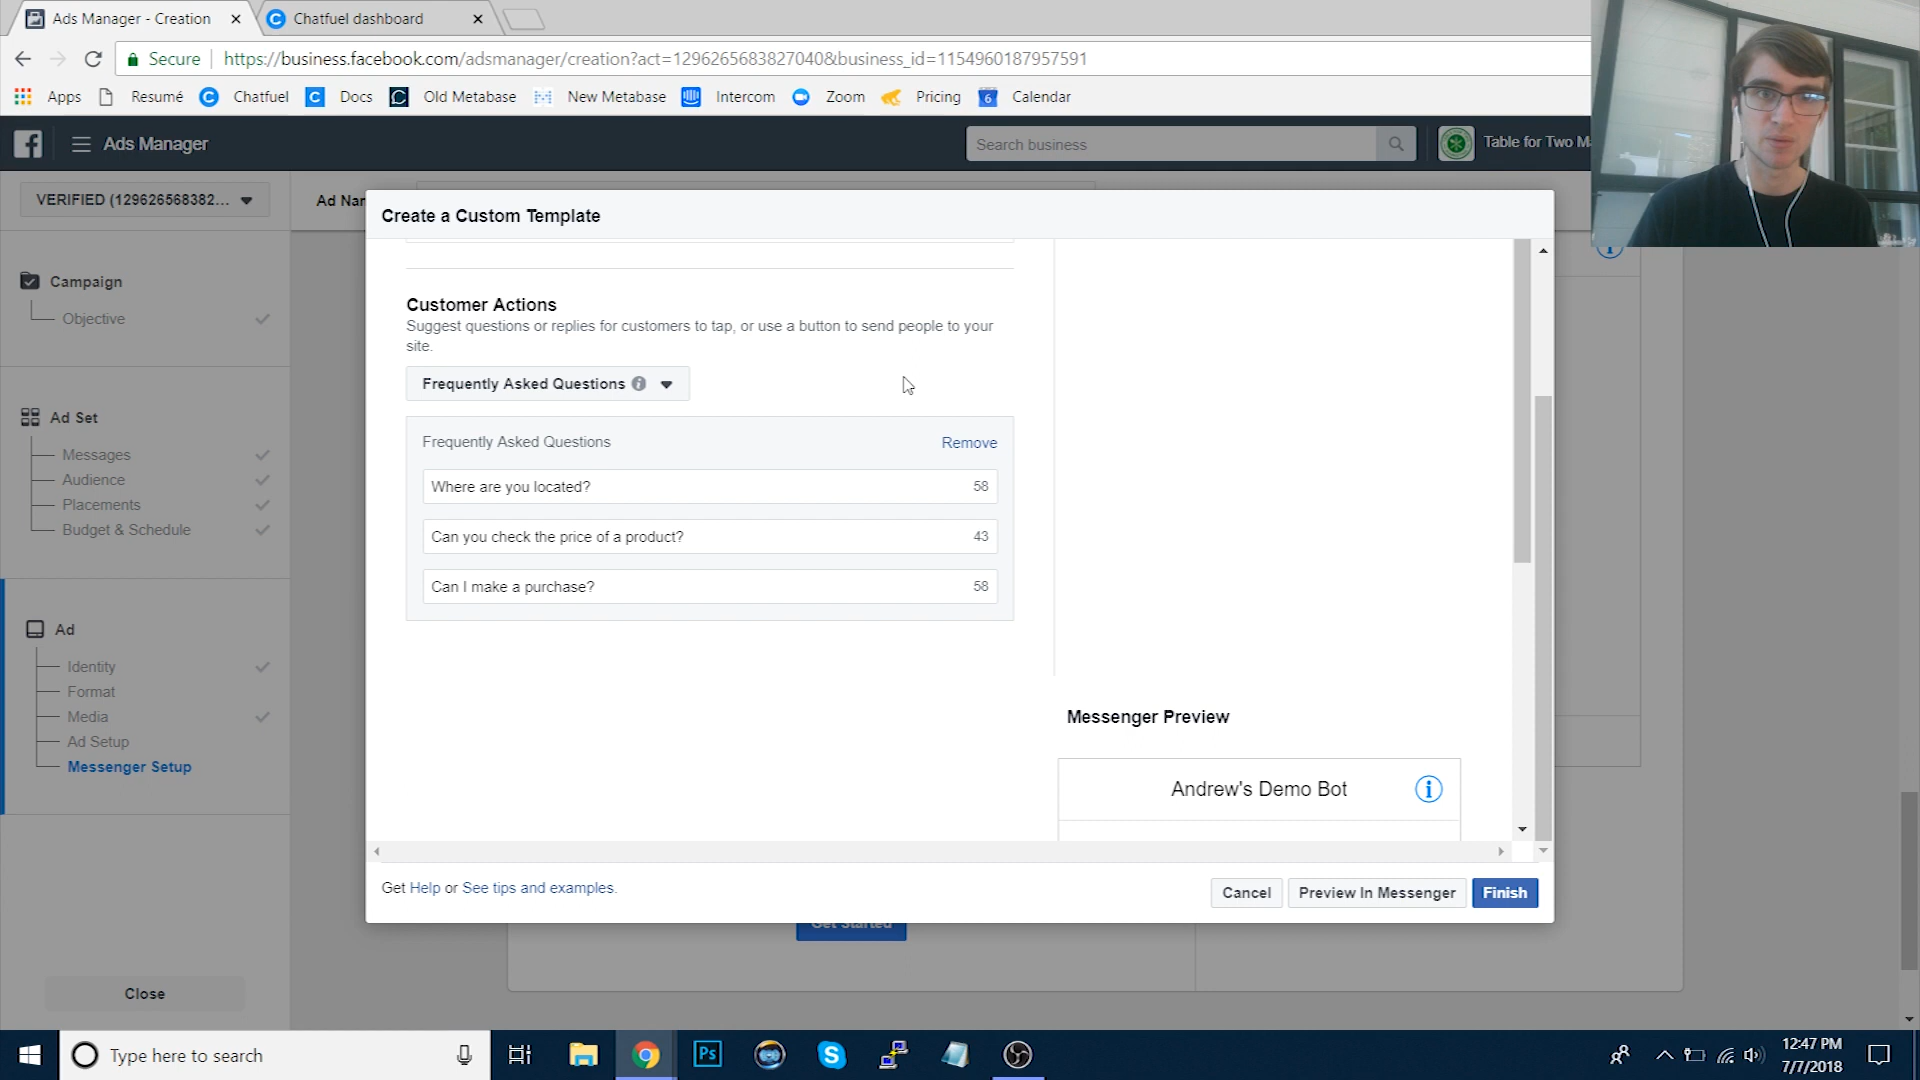 Ads Manager - Creation
Chatfuel dashboard
Secure
https://business.facebook.com/adsmanager/creation?act=1296265683827040&business_id=1154960187957591
Apps
Resumé
Chatfuel
Docs
Old Metabase
New Metabase
Intercom
Zoom
Pricing
6
Calendar
Ads Manager
Search business
Table for Two Ma
VERIFIED (129626568382...
Ad Nar
Create a Custom Template
Campaign
Objective
Customer Actions
Suggest questions or replies for customers to tap, or use a button to send people to your
site.
Frequently Asked Questions
Ad Set
Messages
Audience
Placements
Budget & Schedule
Frequently Asked Questions
Remove
Where are you located?
58
Can you check the price of a product?
43
Can I make a purchase?
58
Ad
Identity
Format
Media
Ad Setup
Messenger Setup
Messenger Preview
Andrew's Demo Bot
Get Help or See tips and examples.
Cancel
Preview In Messenger
Finish
Get Started
Close
Type here to search
Ps
12:47 PM
7/7/2018